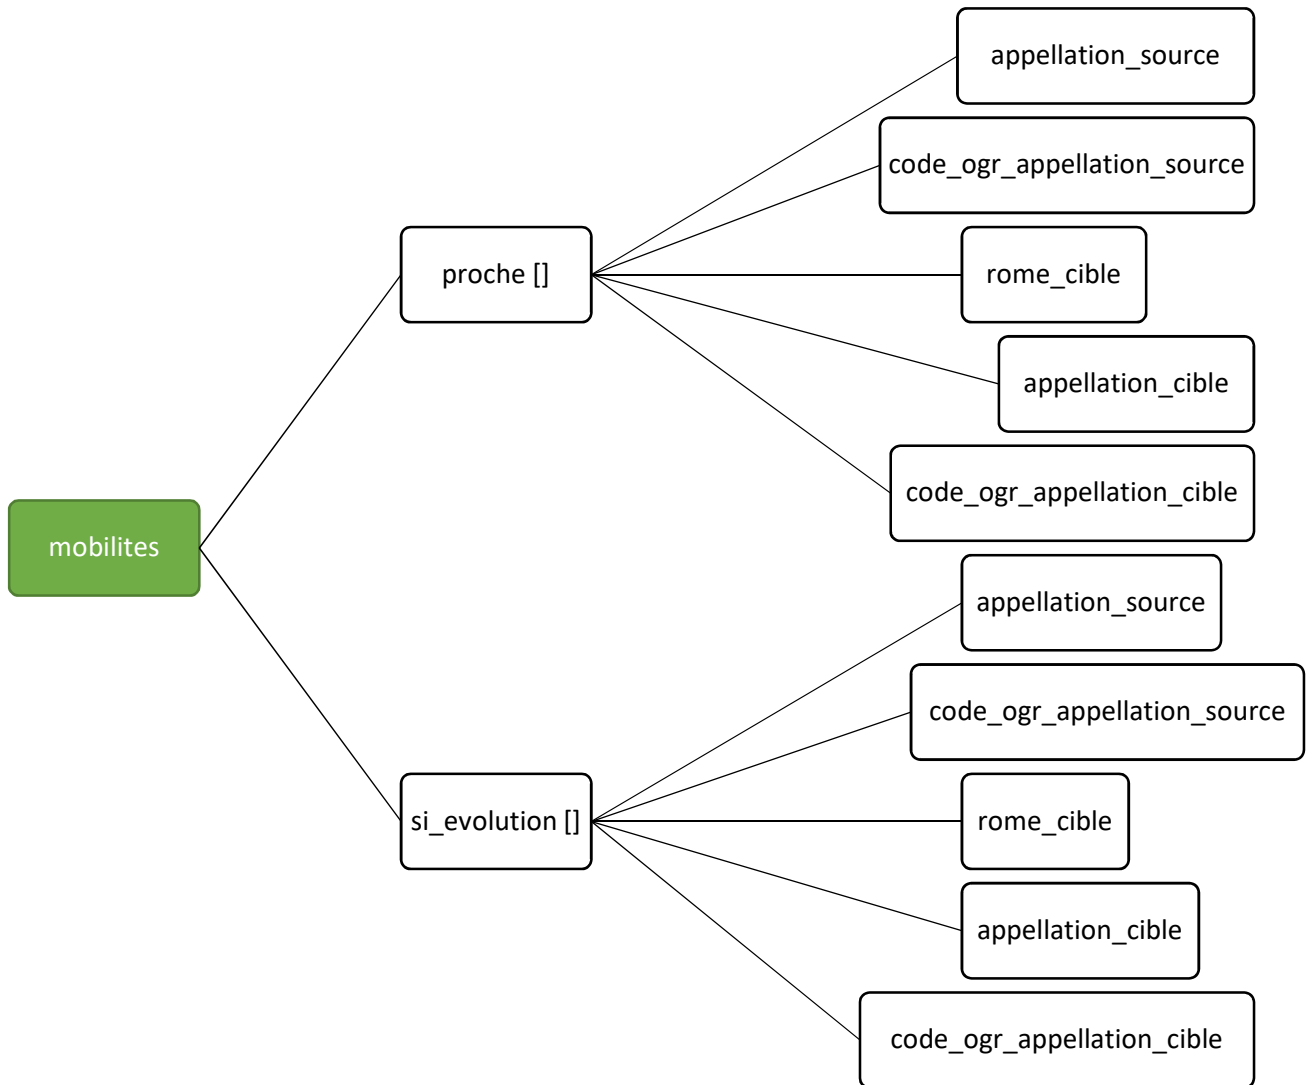 appellation_source
code_ogr_appellation_source
proche []
rome_cible
appellation_cible
code_ogr_appellation_cible
mobilites
appellation_source
code_ogr_appellation_source
si_evolution []
rome_cible
appellation_cible
code_ogr_appellation_cible